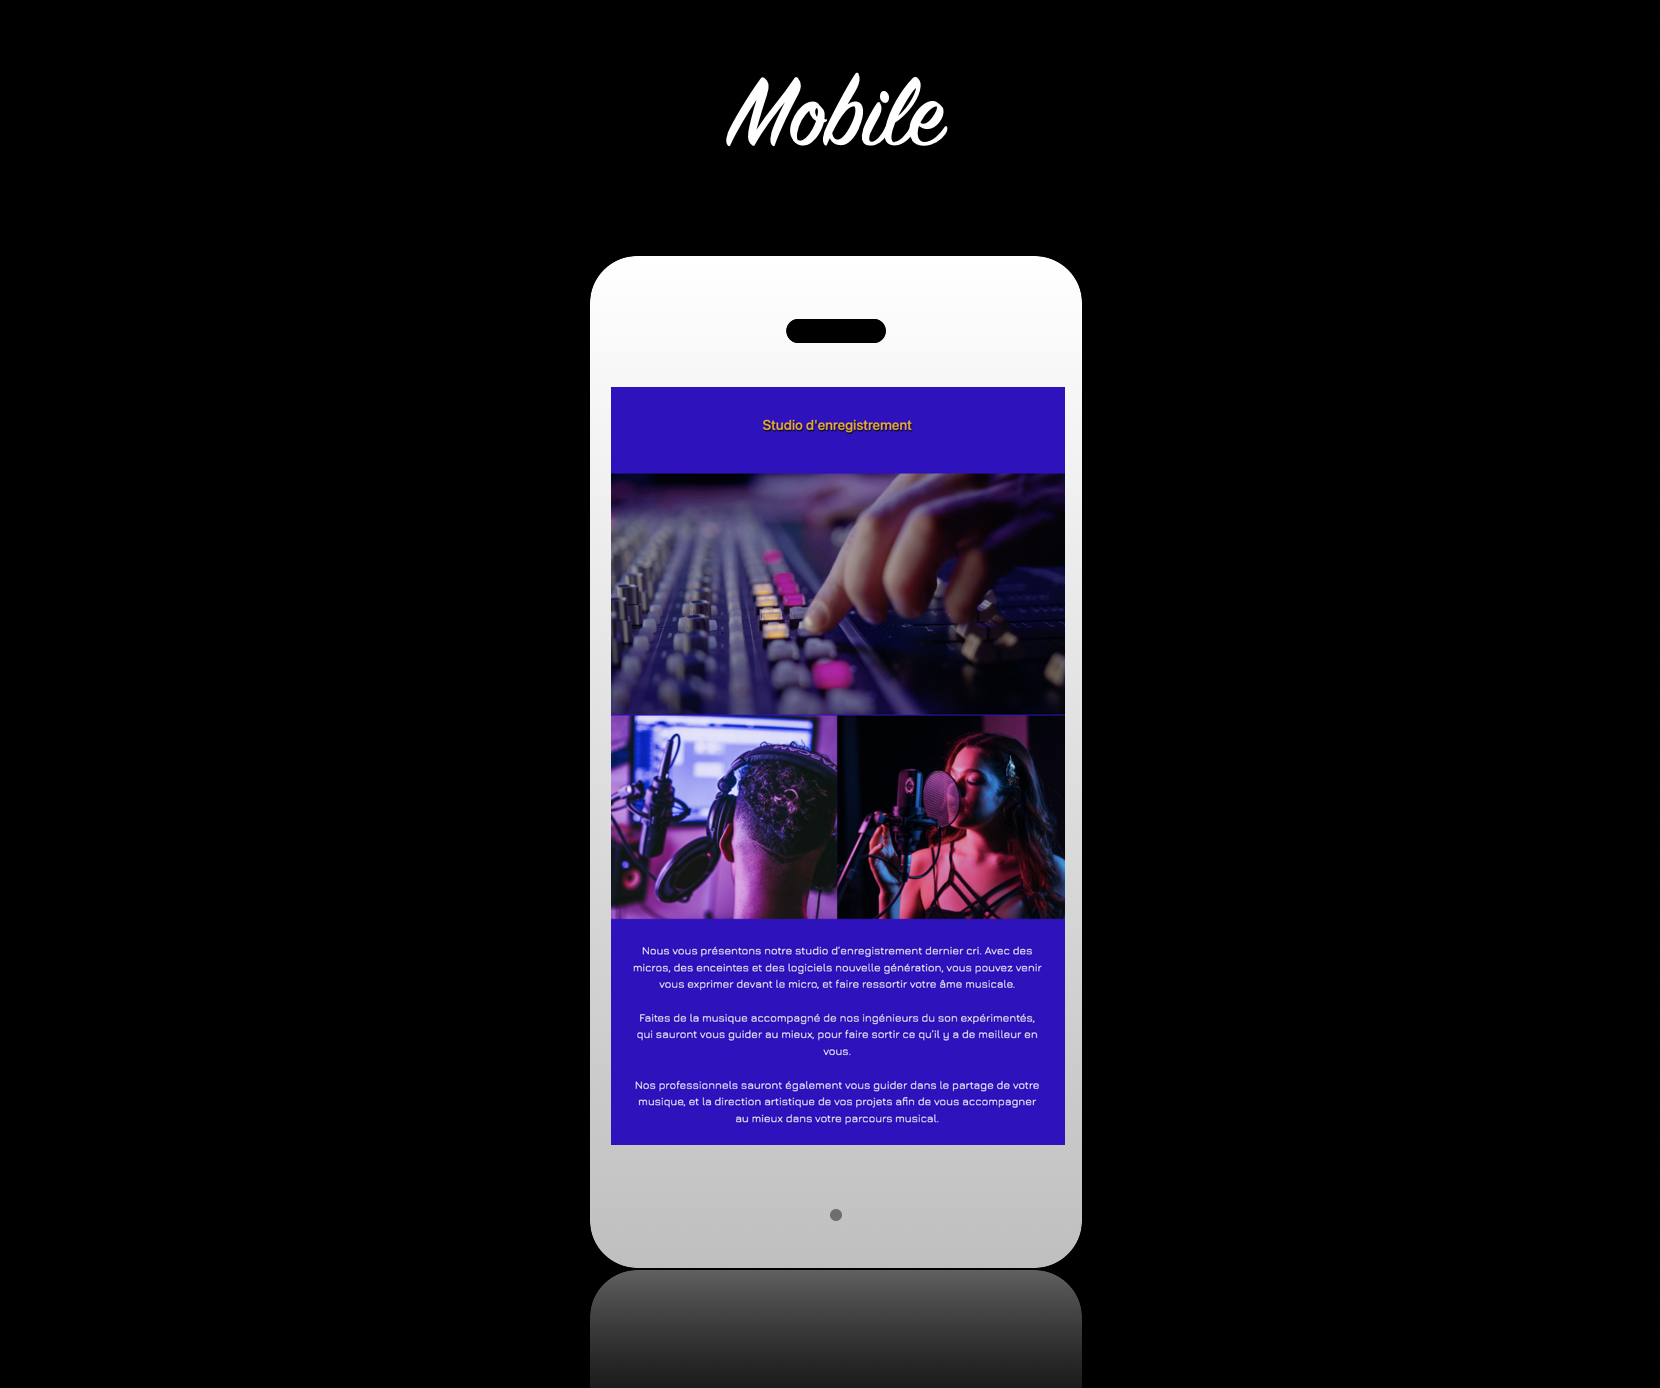 Mobile
Studio d'enregistrement
Nous vous présentons notre studio d'enregistrement dernier cri. Avec des
micros, des enceintes et des logiciels nouvelle génération, vous pouvez venir
vous exprimer devant le micro, et faire ressortir votre âme musicale.
Faites de la musique accompagné de nos ingénieurs du son expérimentés,
qui sauront vous guider au mieux, pour faire sortir ce qu'il y a de meilleur en
vous.
Nos professionnels sauront également vous guider dans le partage de votre
musique, et la direction artistique de vos projets afin de vous accompagner
au mieux dans votre parcours musical.